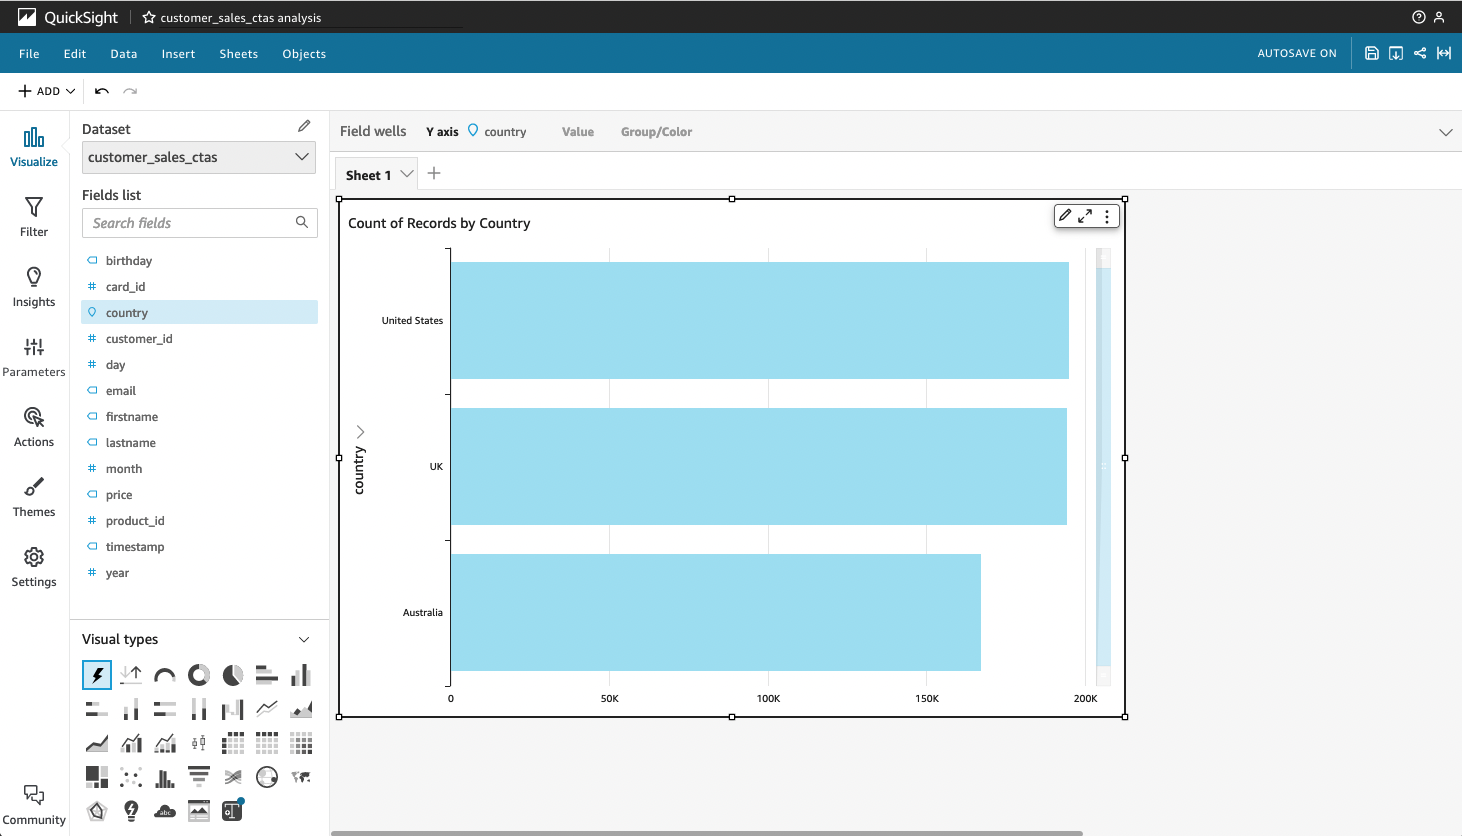 QuickSight
customer_sales_ctas analysis
File Edit Data Insert Sheets Objects
AUTOSAVE ON
ADD
Visualize
Filter
Insights
Parameters
Actions
Themes
Settings
Community
Dataset
customer_sales_ctas
Fields list
Search fields
birthday
# card_id
country
# customer_id
# day
email
firstname
lastname
# month
price
# product_id
timestamp
# year
Visual types
abc
Field wells Y axis country Value Group/Color
Sheet 1
Count of Records by Country
country
United States
UK
Australia
0 50K 100K 150K 200K